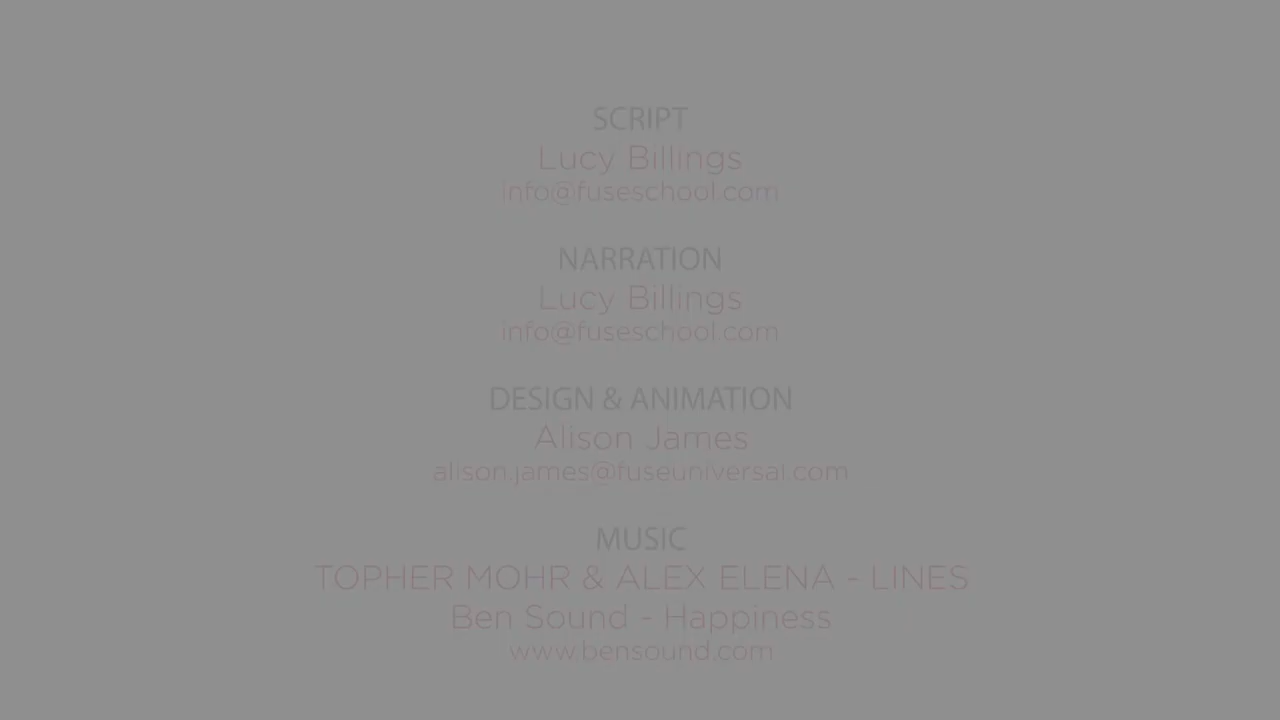 SCRIPT
Lucy Billings
info@fuseschool.com
NARRATION
Lucy Billings
info@fuseschool.com
DESIGN & ANIMATION
Alison James
alison.james@fuseuniversal.com
MUSIC
TOPHER MOHR & ALEX ELENA - LINES
Ben Sound - Happiness
www.bensound.com